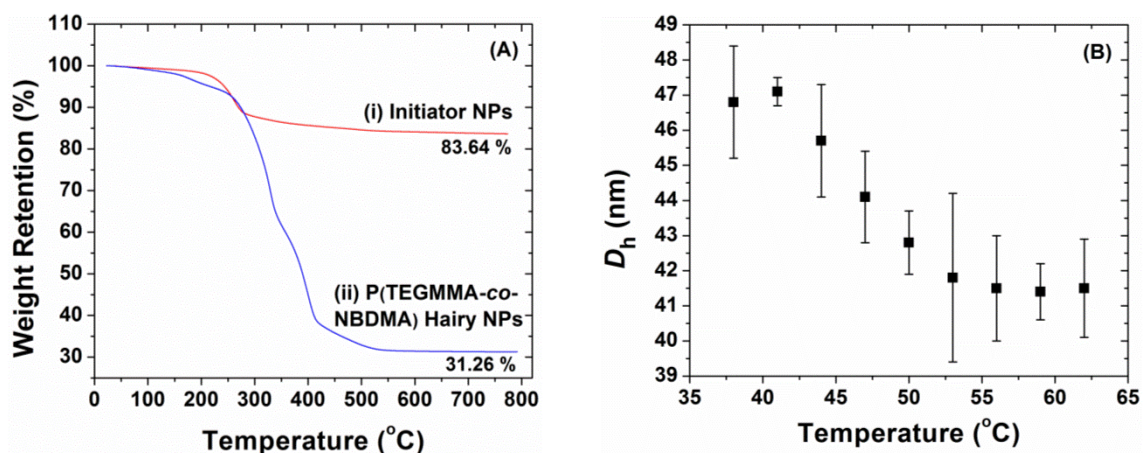 (A)
110
100
90
80
70
60
50
40
30
Weight Retention (%)
(i) Initiator NPs
83.64 %
(ii) P(TEGMMA-co-
NBDMA) Hairy NPs
31.26 %
0 100 200 300 400 500 600 700 800
Temperature (°C)
(B)
49
48
47
46
45
44
43
42
41
40
39
Dh (nm)
35 40 45 50 55 60 65
Temperature (°C)